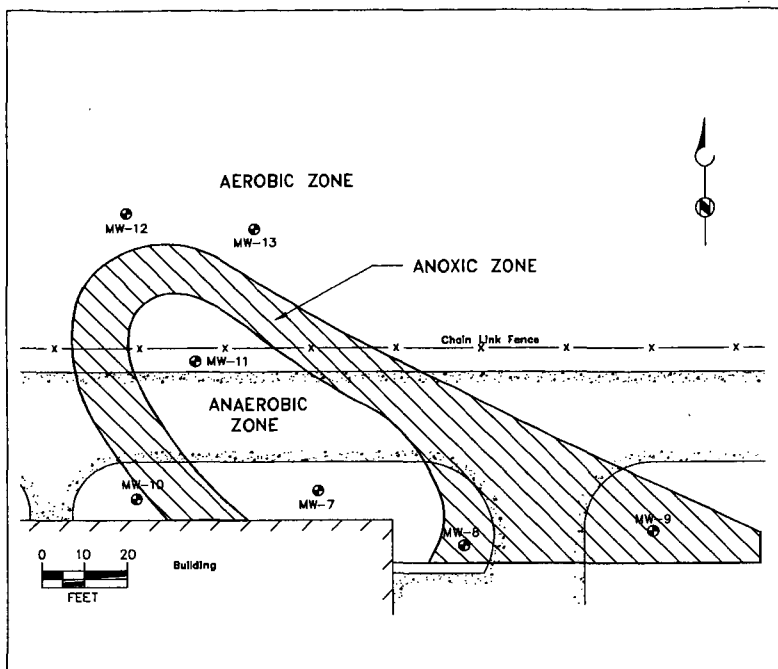 AEROBIC ZONE
MW-12
MW-13
ANOXIC ZONE
N
x x x x x x x x x
Chain Link Fence
MW-11
ANAEROBIC
ZONE
MW-10
MW-7
MW-8
MW-9
0 10 20
FEET
Building